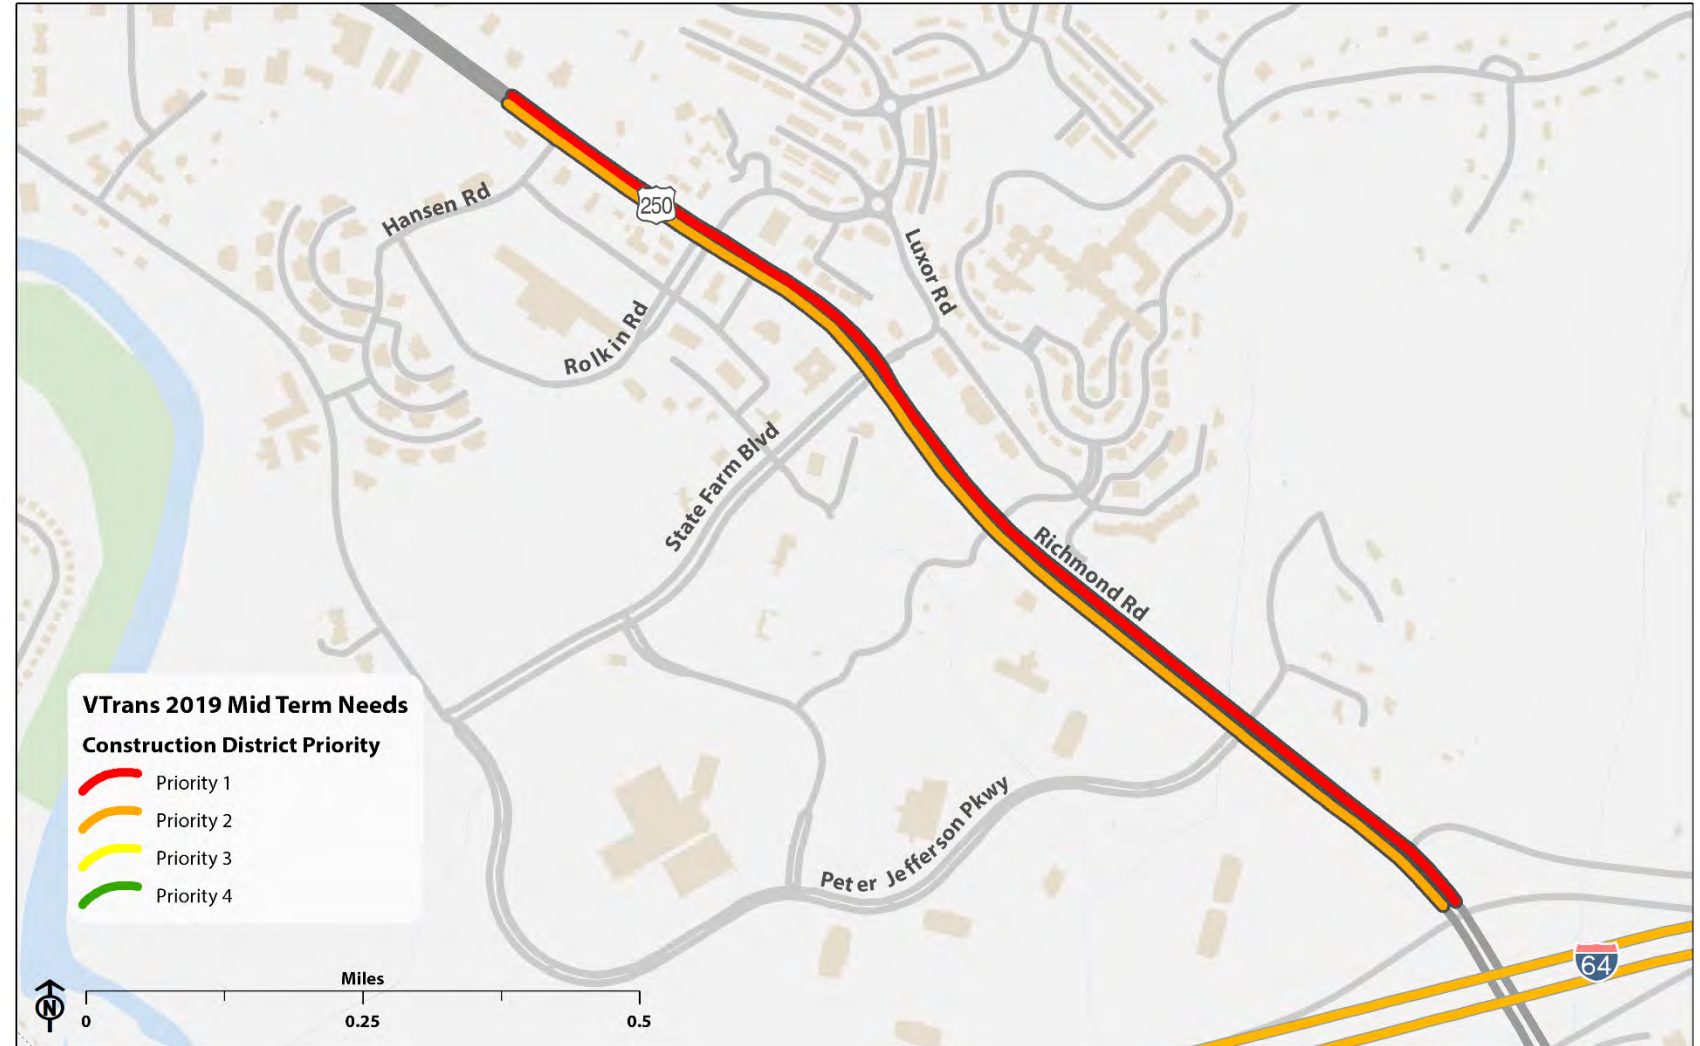 250
Hansen Rd
Luxor Rd
Rolkin Rd
State Farm Blvd
Richmond Rd
Peter Jefferson Pkwy
64
VTrans 2019 Mid Term Needs
Construction District Priority
Priority 1
Priority 2
Priority 3
Priority 4
Miles
N
0
0.25
0.5